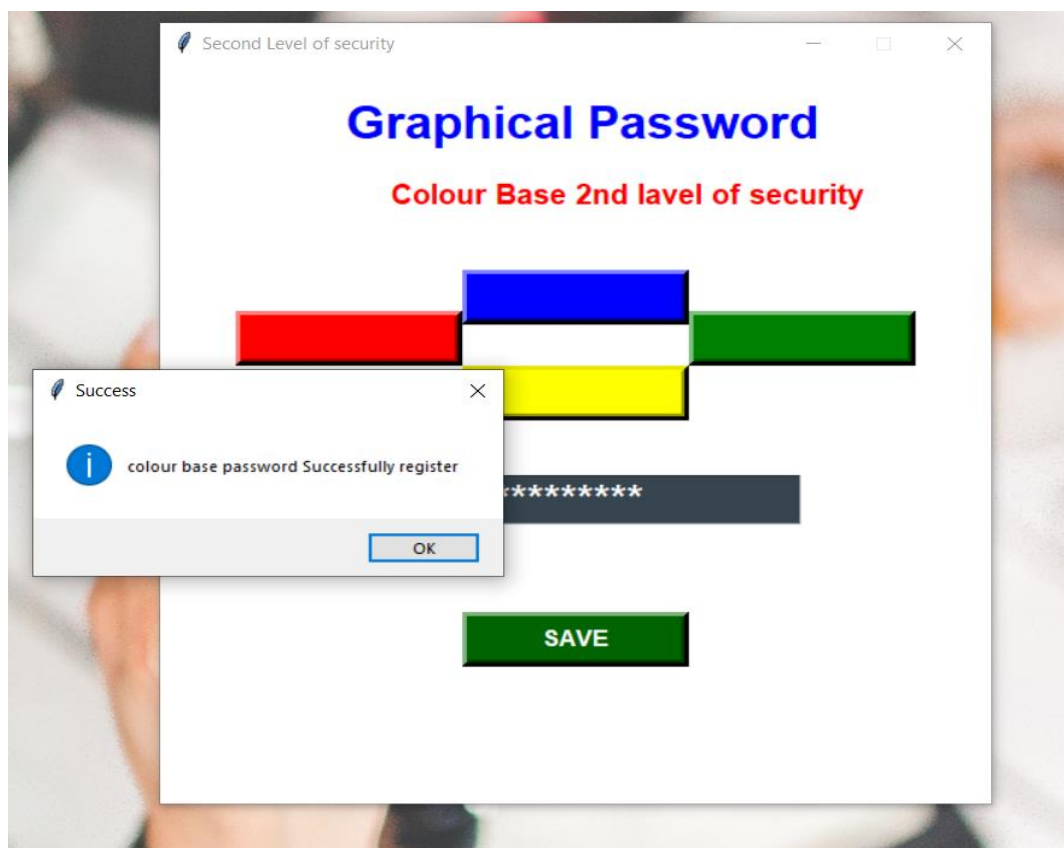 Second Level of security
Graphical Password
Colour Base 2nd lavel of security
Success
colour base password Successfully register
**********
OK
SAVE